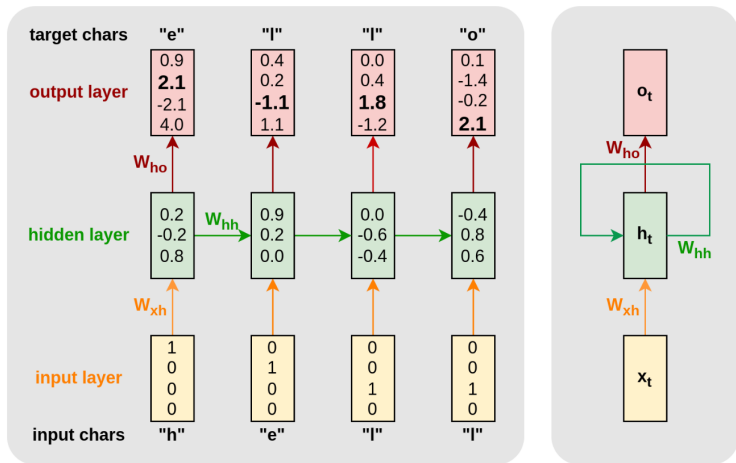 target chars "e" "l" "l" "o"
output layer
0.9 0.4 0.0 0.1
2.1 0.2 0.4 -1.4
-2.1 -1.1 1.8 -0.2
4.0 1.1 -1.2 2.1
W_ho
hidden layer
W_hh
0.2 0.9 0.0 -0.4
-0.2 0.2 -0.6 0.8
0.8 0.0 -0.4 0.6
W_xh
input layer
1 0 0 0
0 1 0 0
0 0 1 1
0 0 0 0
input chars "h" "e" "l" "l"
o_t
W_ho
h_t
W_hh
W_xh
x_t